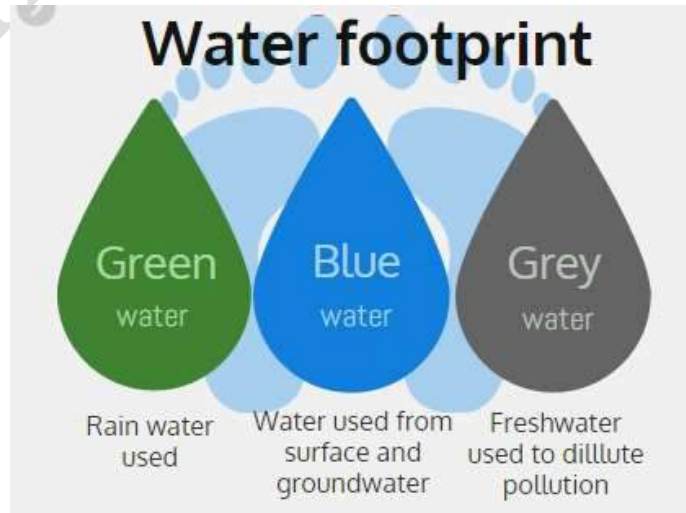 Water footprint
Green
water
Blue
water
Grey
water
Rain water
used
Water used from
surface and
groundwater
Freshwater
used to dilllute
pollution